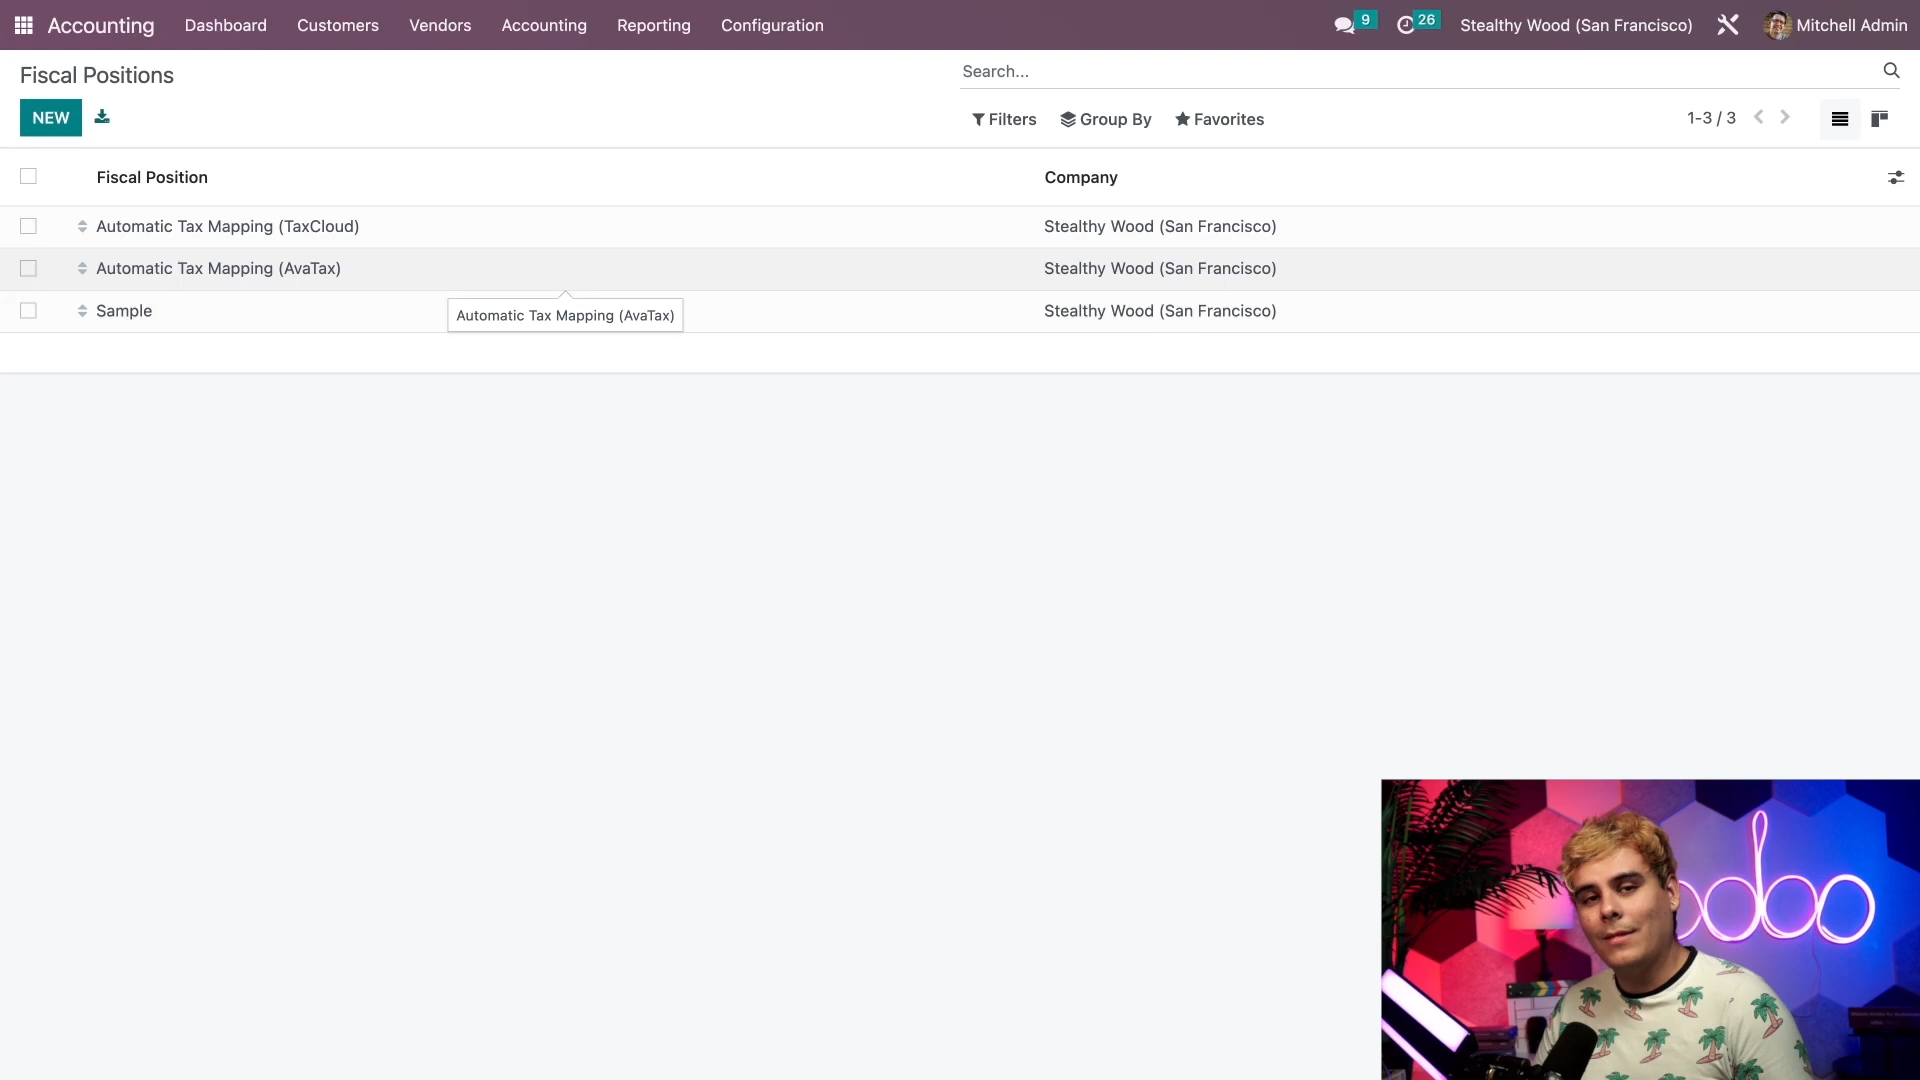 Accounting Dashboard Customers Vendors Accounting Reporting Configuration 9 26 Stealthy Wood (San Francisco) Mitchell Admin
Fiscal Positions
Search...
NEW
Filters Group By Favorites
1-3 / 3
Fiscal Position Company
Automatic Tax Mapping (TaxCloud) Stealthy Wood (San Francisco)
Automatic Tax Mapping (AvaTax) Stealthy Wood (San Francisco)
Sample Stealthy Wood (San Francisco)
Automatic Tax Mapping (AvaTax)
odoo